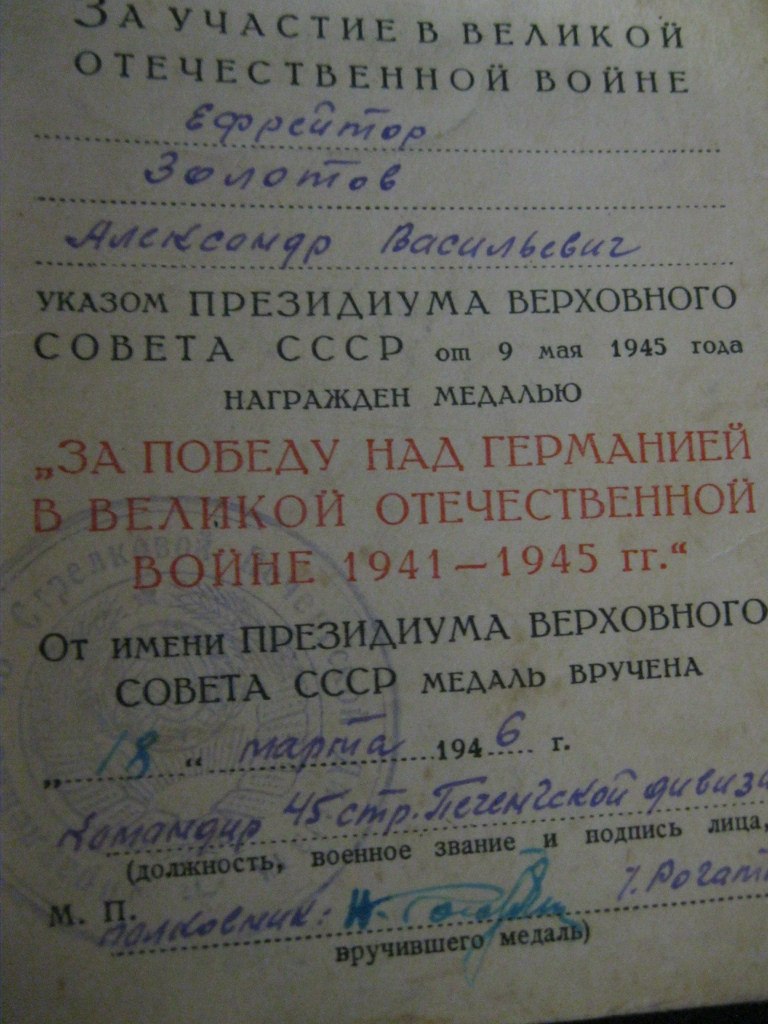 ЗА УЧАСТИЕ В ВЕЛИКОЙ
ОТЕЧЕСТВЕННОЙ ВОЙНЕ
Ефрейтор
Золотов
Александр Васильевич
УКАЗОМ ПРЕЗИДИУМА ВЕРХОВНОГО
СОВЕТА СССР от 9 мая 1945 года
НАГРАЖДЕН МЕДАЛЬЮ
„ЗА ПОБЕДУ НАД ГЕРМАНИЕЙ
В ВЕЛИКОЙ ОТЕЧЕСТВЕННОЙ
ВОЙНЕ 1941—1945 гг.“
Стрелковой
От имени ПРЕЗИДИУМА ВЕРХОВНОГО
СОВЕТА СССР МЕДАЛЬ ВРУЧЕНА
„18“ марта 1946 г.
Командир 45 стр. Печенгской дивизи
(должность, военное звание и подпись лица,
М. П. полковник:
вручившего медаль)